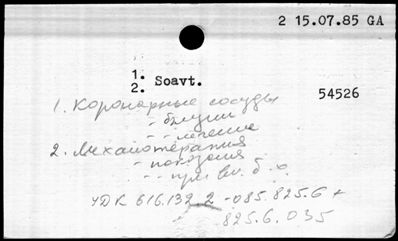 2 15.07.85 GA
1.
2. Soavt.
54526
1. Коронарные сосуды
-"-
-"- лечение
2. Механотерапия
-"- показания
-"- при
УДК 616.132.2-085.825.6 +
825.6.035